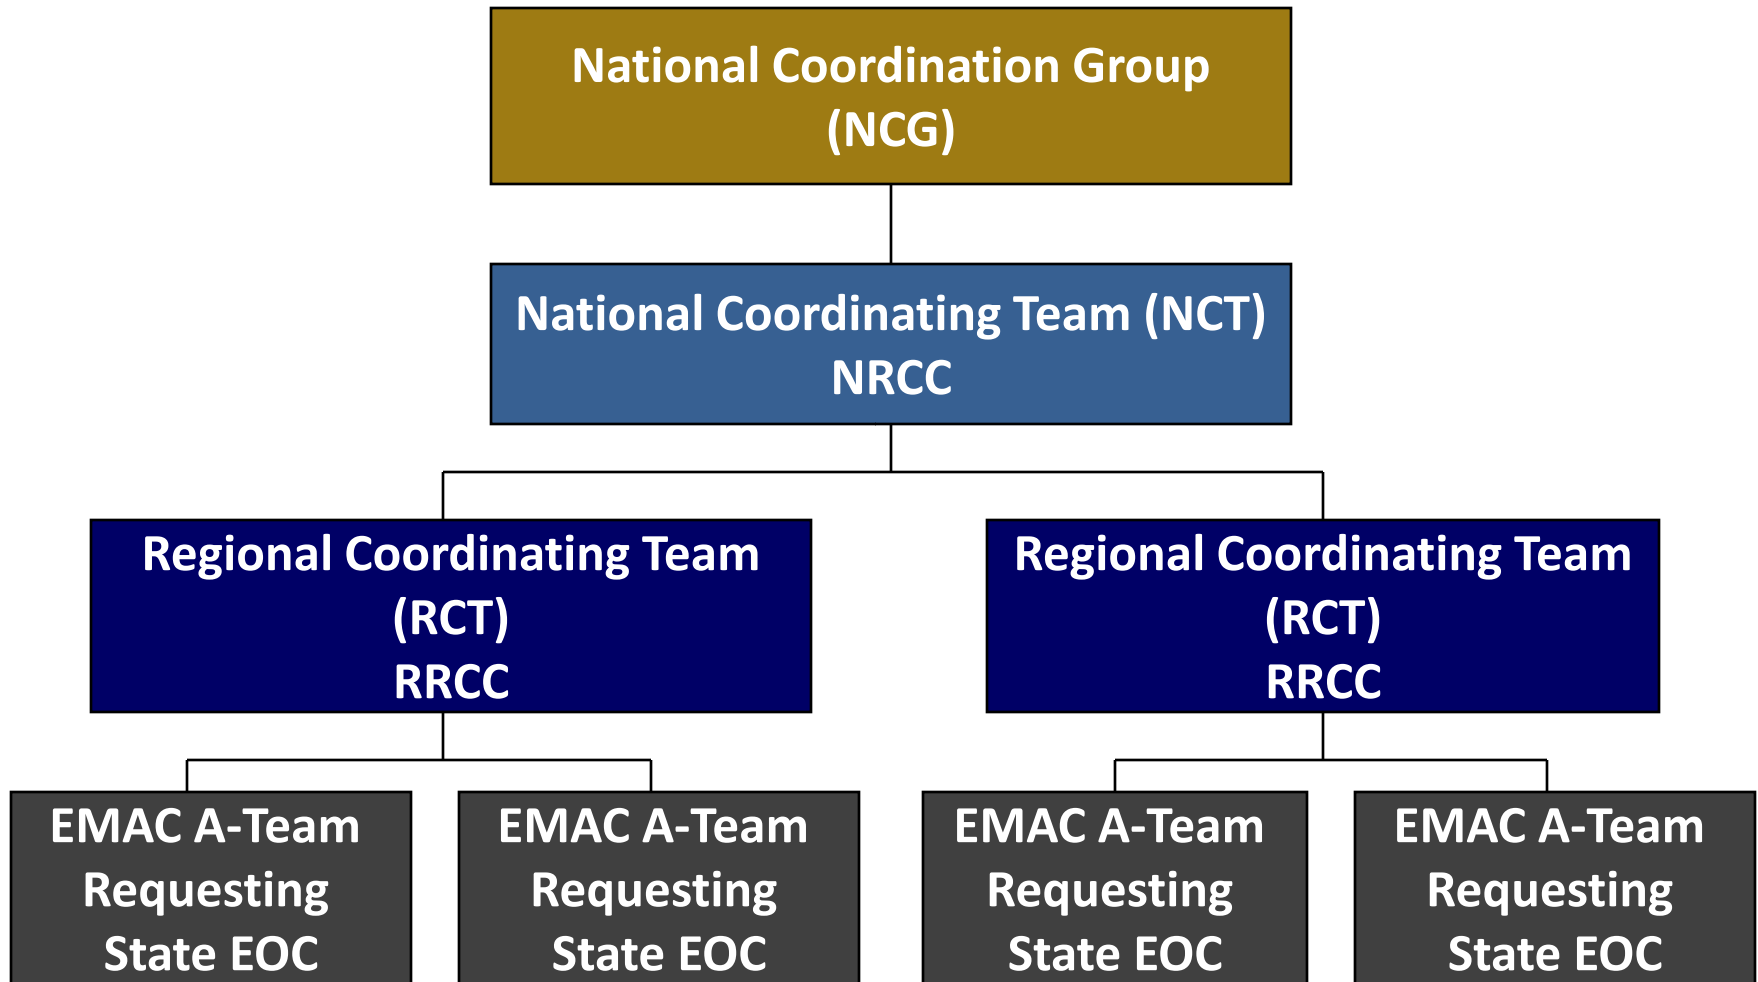 National Coordination Group
(NCG)
National Coordinating Team (NCT)
NRCC
Regional Coordinating Team
(RCT)
RRCC
Regional Coordinating Team
(RCT)
RRCC
EMAC A-Team
Requesting
State EOC
EMAC A-Team
Requesting
State EOC
EMAC A-Team
Requesting
State EOC
EMAC A-Team
Requesting
State EOC